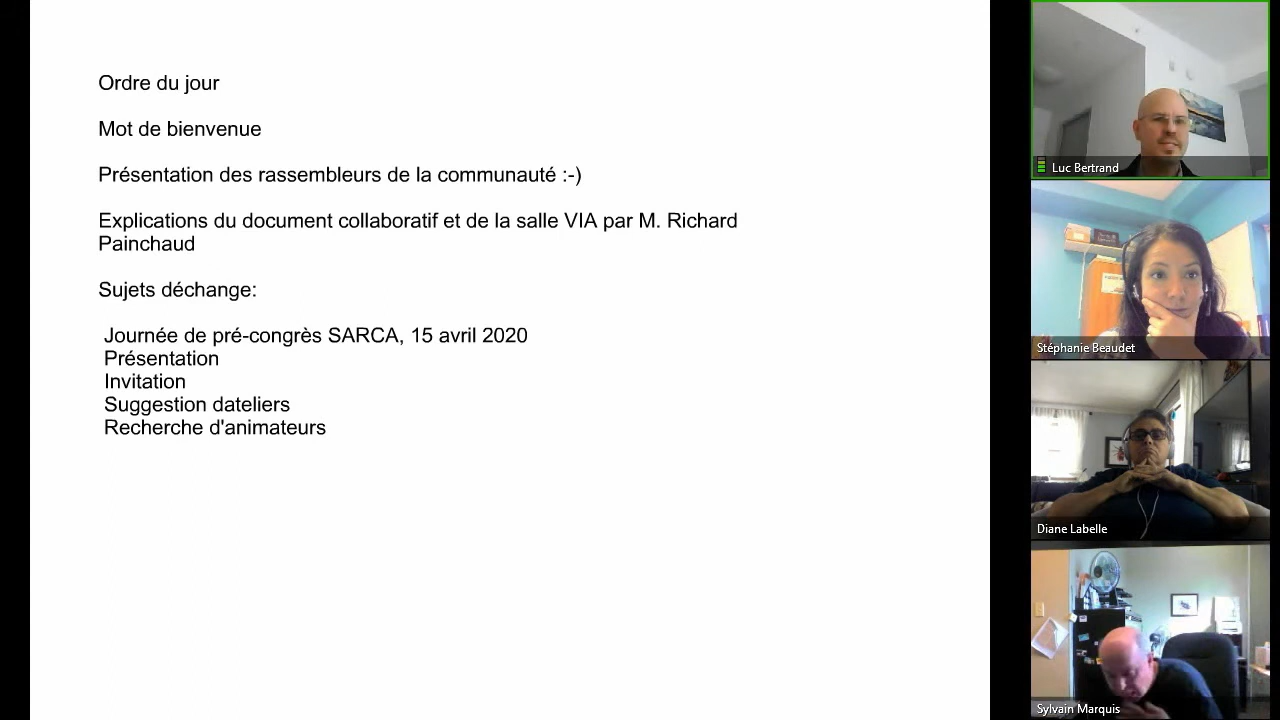 Ordre du jour
Mot de bienvenue
Présentation des rassembleurs de la communauté :-)
Explications du document collaboratif et de la salle VIA par M. Richard
Painchaud
Sujets déchange:
Journée de pré-congrès SARCA, 15 avril 2020
Présentation
Invitation
Suggestion dateliers
Recherche d'animateurs
Luc Bertrand
Stéphanie Beaudet
Diane Labelle
Sylvain Marquis